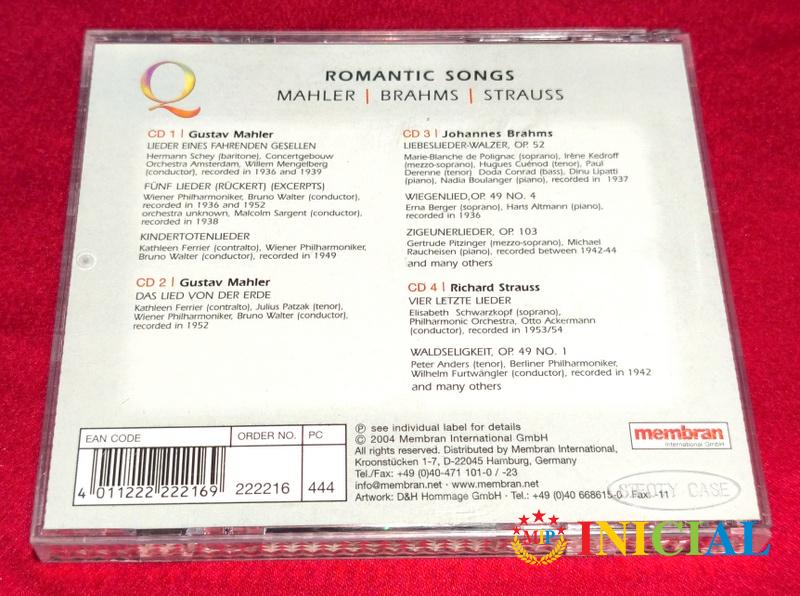 Q
ROMANTIC SONGS
MAHLER | BRAHMS | STRAUSS
CD 1 | Gustav Mahler
LIEDER EINES FAHRENDEN GESELLEN
Hermann Schey (baritone), Concertgebouw
Orchestra Amsterdam, Willem Mengelberg
(conductor), recorded in 1936 and 1939
FÜNF LIEDER (RÜCKERT) (EXCERPTS)
Wiener Philharmoniker, Bruno Walter (conductor),
recorded in 1936 and 1952
orchestra unknown, Malcolm Sargent (conductor),
recorded in 1938
KINDERTOTENLIEDER
Kathleen Ferrier (contralto), Wiener Philharmoniker,
Bruno Walter (conductor), recorded in 1949
CD 2 | Gustav Mahler
DAS LIED VON DER ERDE
Kathleen Ferrier (contralto), Julius Patzak (tenor),
Wiener Philharmoniker, Bruno Walter (conductor),
recorded in 1952
CD 3 | Johannes Brahms
LIEBESLIEDER-WALZER, OP. 52
Marie-Blanche de Polignac (soprano), Irène Kedroff
(mezzo-soprano), Hugues Cuénod (tenor), Paul
Derenne (tenor) Doda Conrad (bass), Dinu Lipatti
(piano), Nadia Boulanger (piano), recorded in 1937
WIEGENLIED, OP. 49 NO. 4
Erna Berger (soprano), Hans Altmann (piano),
recorded in 1936
ZIGEUNERLIEDER, OP. 103
Gertrude Pitzinger (mezzo-soprano), Michael
Raucheisen (piano), recorded between 1942-44
and many others
CD 4 | Richard Strauss
VIER LETZTE LIEDER
Elisabeth Schwarzkopf (soprano),
Philharmonic Orchestra, Otto Ackermann
(conductor), recorded in 1953/54
WALDSELIGKEIT, OP. 49 NO. 1
Peter Anders (tenor), Berliner Philharmoniker,
Wilhelm Furtwängler (conductor), recorded in 1942
and many others
EAN CODE
ORDER NO.
PC
4 011222 222169
222216
444
Ⓟ see individual label for details
© 2004 Membran International GmbH
All rights reserved. Distributed by Membran International,
Kroonstücken 1-7, D-22045 Hamburg, Germany
Tel./Fax: +49 (0)40-471 101-0 / -23
info@membran.net · www.membran.net
Artwork: D&H Hommage GmbH · Tel.: +49 (0)40 668615-0 Fax: -11
membran
International GmbH
CASE
MJP INICIAL